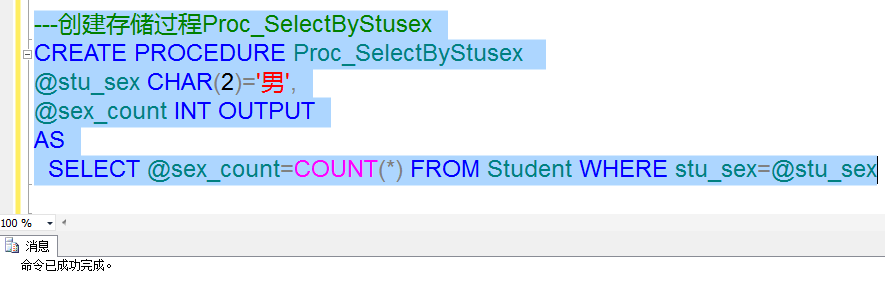 ---创建存储过程Proc_SelectByStusex
CREATE PROCEDURE Proc_SelectByStusex
@stu_sex CHAR(2)='男',
@sex_count INT OUTPUT
AS
SELECT @sex_count=COUNT(*) FROM Student WHERE stu_sex=@stu_sex
100 %
消息
命令已成功完成。